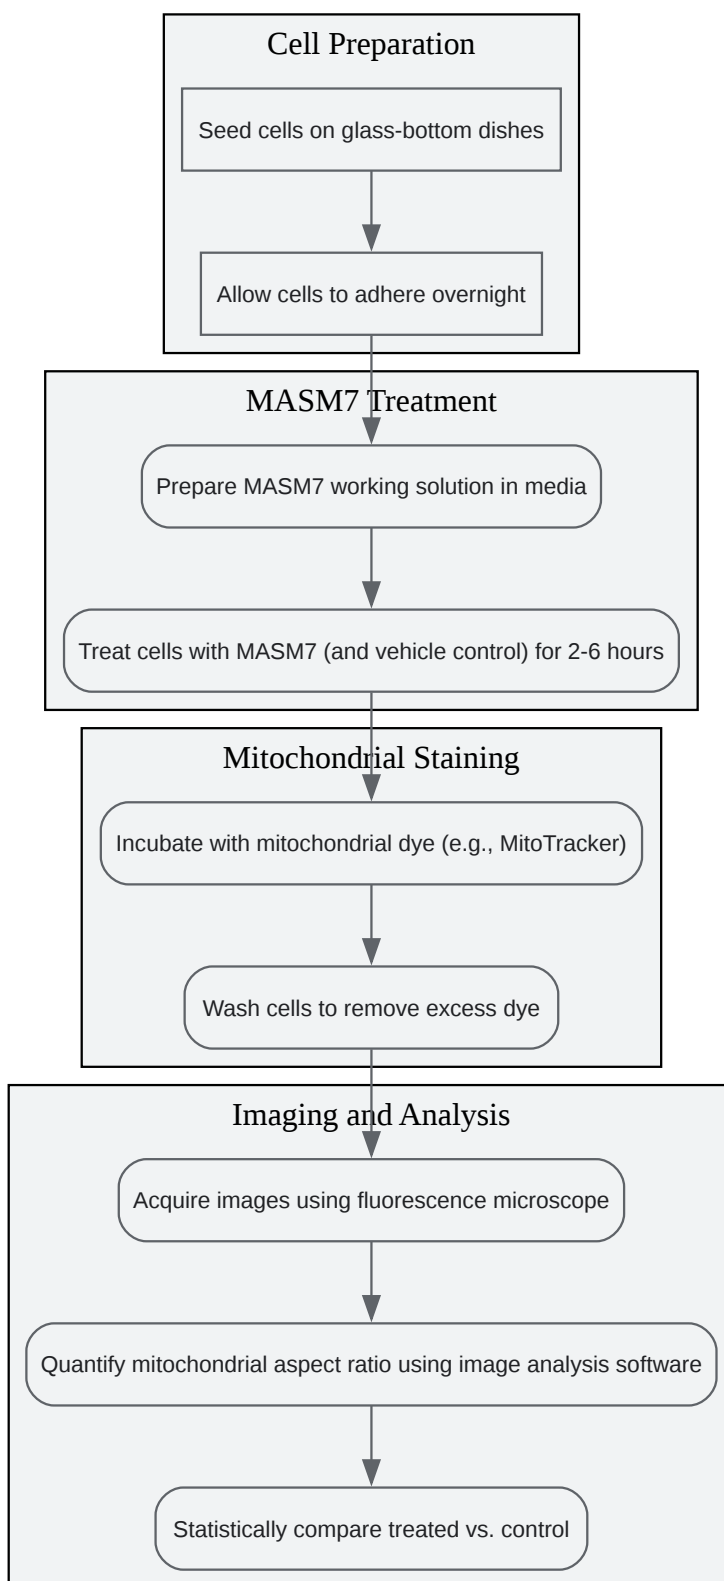 Cell Preparation
Seed cells on glass-bottom dishes
Allow cells to adhere overnight
MASM7 Treatment
Prepare MASM7 working solution in media
Treat cells with MASM7 (and vehicle control) for 2-6 hours
Mitochondrial Staining
Incubate with mitochondrial dye (e.g., MitoTracker)
Wash cells to remove excess dye
Imaging and Analysis
Acquire images using fluorescence microscope
Quantify mitochondrial aspect ratio using image analysis software
Statistically compare treated vs. control